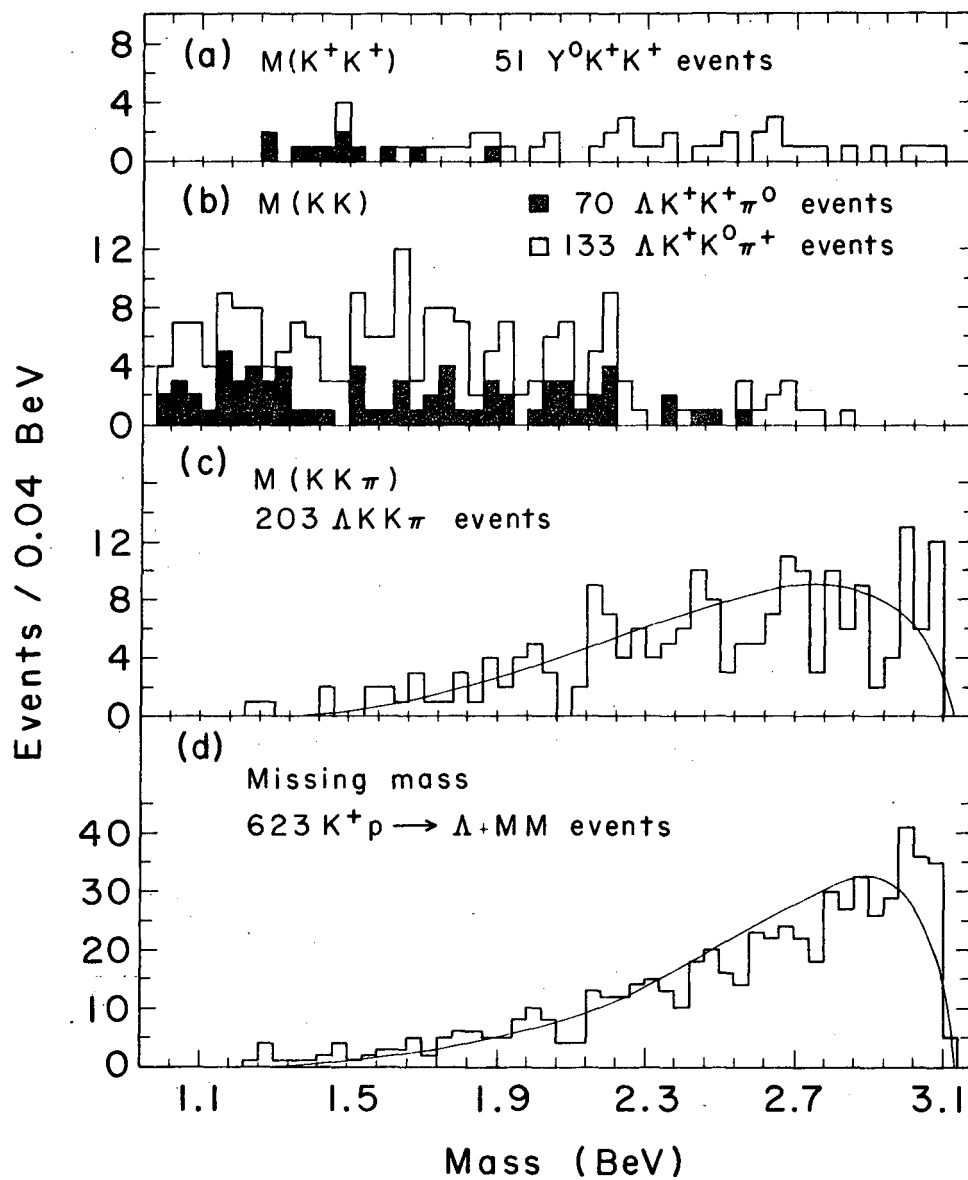 Events / 0.04 BeV
8
4
0
(a) M(K⁺K⁺) 51 Y⁰K⁺K⁺ events
12
8
4
0
(b) M(KK)
■ 70 ΛK⁺K⁺π⁰ events
□ 133 ΛK⁺K⁰π⁺ events
12
8
4
0
(c) M(KKπ)
203 ΛKKπ events
40
30
20
10
0
(d)
Missing mass
623 K⁺p → Λ+MM events
1.1 1.5 1.9 2.3 2.7 3.1
Mass (BeV)